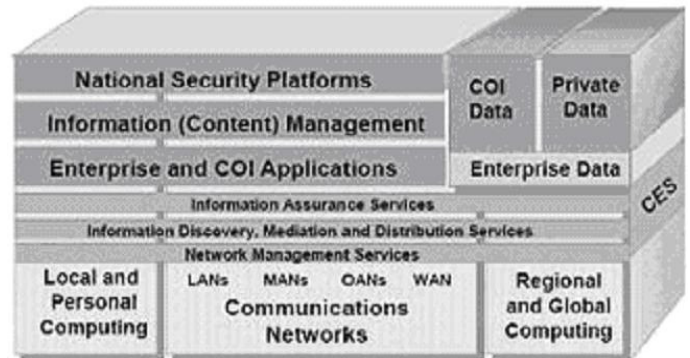 National Security Platforms
COI
Data
Private
Data
Information (Content) Management
Enterprise and COI Applications
Enterprise Data
CES
Information Assurance Services
Information Discovery, Mediation and Distribution Services
Network Management Services
Local and
Personal
Computing
LANs MANs OANs WAN
Communications
Networks
Regional
and Global
Computing